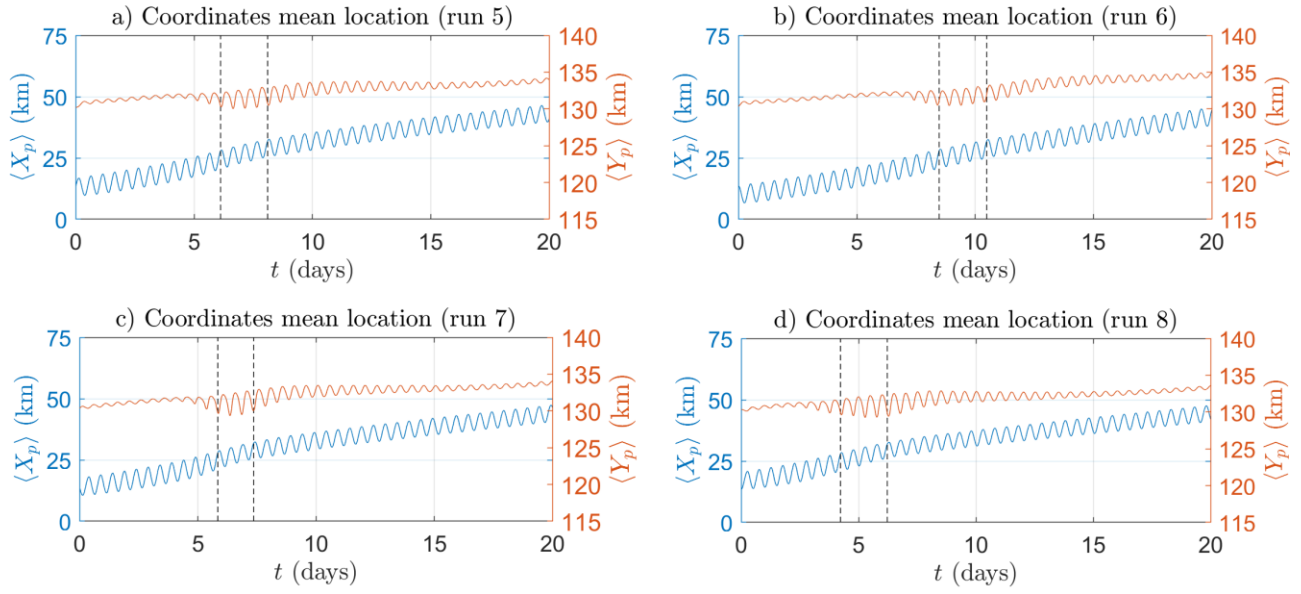 a) Coordinates mean location (run 5)
75
50
25
0
⟨X_p⟩ (km)
140
135
130
125
120
115
⟨Y_p⟩ (km)
0 5 10 15 20
t (days)
b) Coordinates mean location (run 6)
75
50
25
0
⟨X_p⟩ (km)
140
135
130
125
120
115
⟨Y_p⟩ (km)
0 5 10 15 20
t (days)
c) Coordinates mean location (run 7)
75
50
25
0
⟨X_p⟩ (km)
140
135
130
125
120
115
⟨Y_p⟩ (km)
0 5 10 15 20
t (days)
d) Coordinates mean location (run 8)
75
50
25
0
⟨X_p⟩ (km)
140
135
130
125
120
115
⟨Y_p⟩ (km)
0 5 10 15 20
t (days)